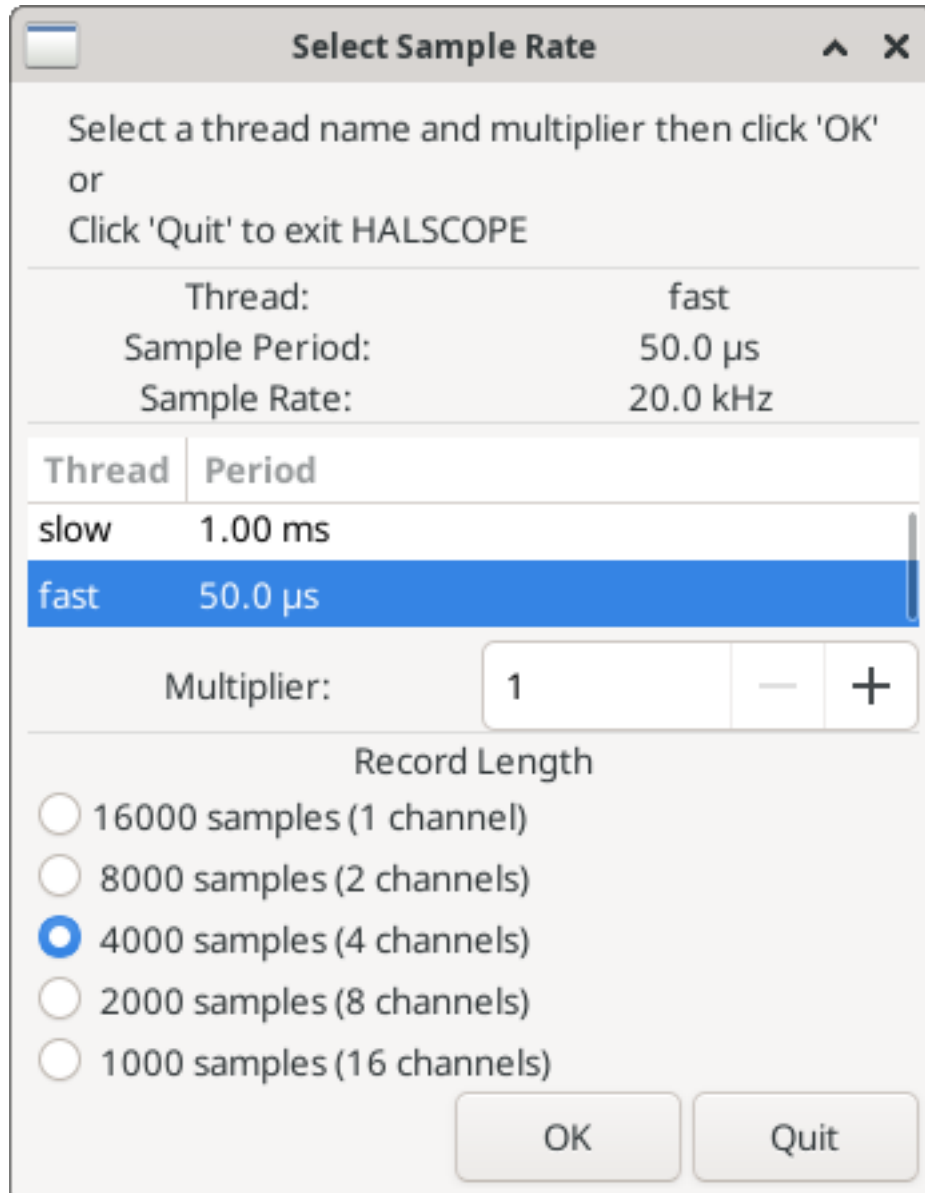 Select Sample Rate
Select a thread name and multiplier then click 'OK'
or
Click 'Quit' to exit HALSCOPE
Thread: fast
Sample Period: 50.0 µs
Sample Rate: 20.0 kHz
Thread Period
slow 1.00 ms
fast 50.0 µs
Multiplier: 1
Record Length
16000 samples (1 channel)
8000 samples (2 channels)
4000 samples (4 channels)
2000 samples (8 channels)
1000 samples (16 channels)
OK Quit